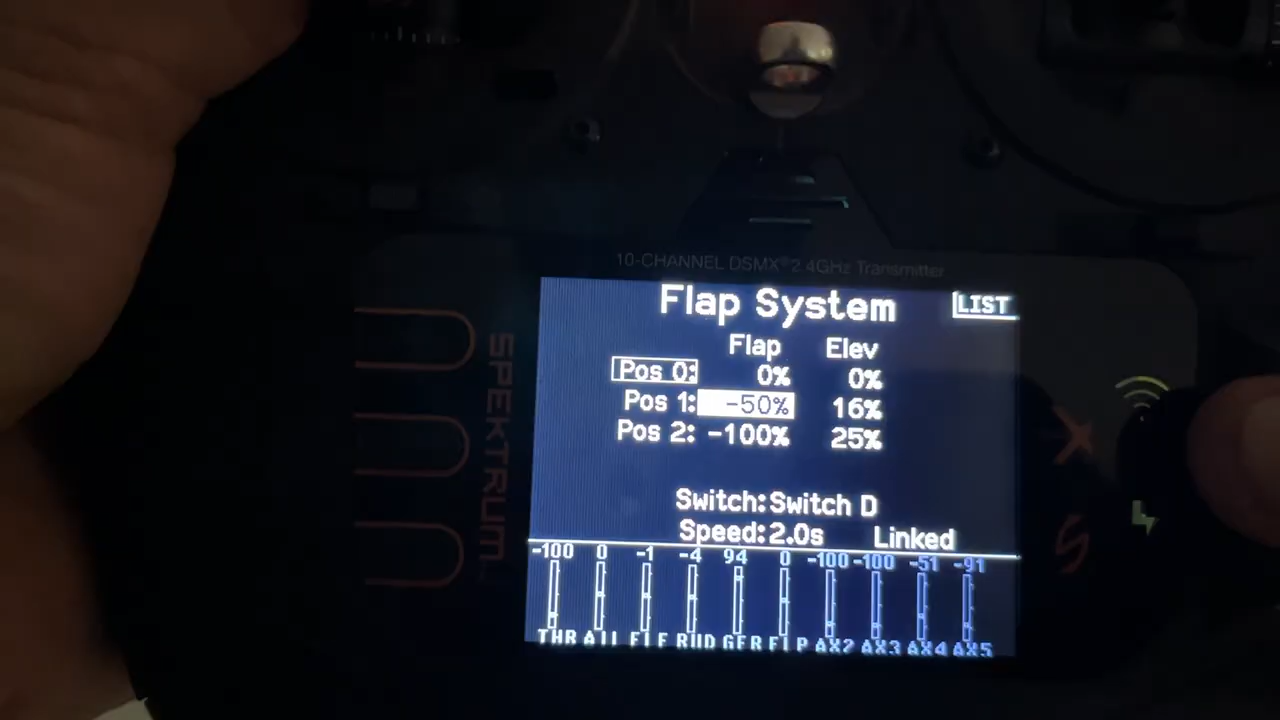 10-CHANNEL DSMX® 2.4GHz Transmitter
Flap System LIST
Flap Elev
Pos 0: 0% 0%
Pos 1: -50% 16%
Pos 2: -100% 25%
Switch: Switch D
Speed: 2.0s Linked
-100 0 -1 -4 94 0 -100 -100 -51 -91
THR AIL ELE RUD GER FLP AX2 AX3 AX4 AX5
SPEKTRUM